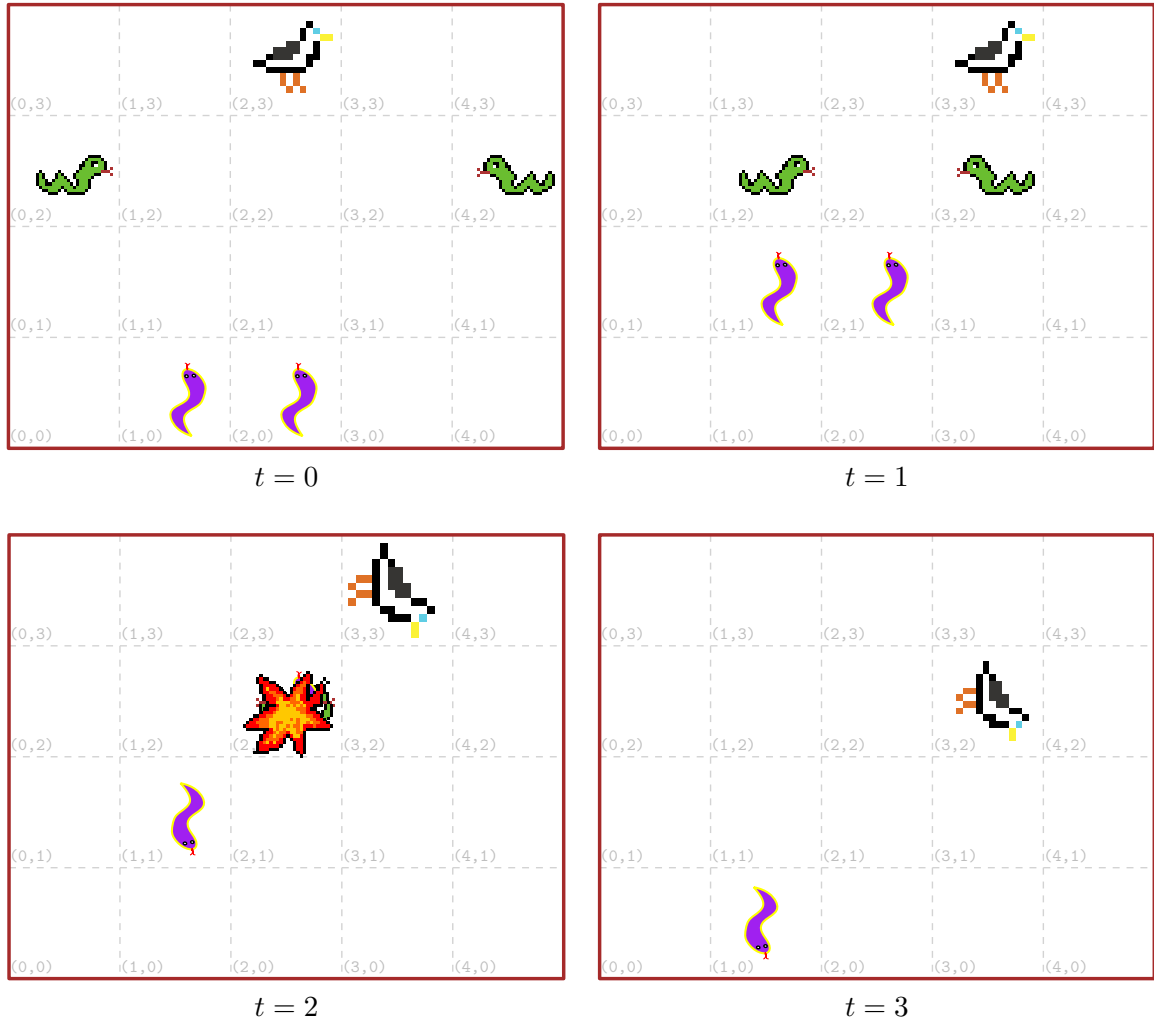 (0,3) (1,3) (2,3) (3,3) (4,3)
(0,2) (1,2) (2,2) (3,2) (4,2)
(0,1) (1,1) (2,1) (3,1) (4,1)
(0,0) (1,0) (2,0) (3,0) (4,0)
t = 0
(0,3) (1,3) (2,3) (3,3) (4,3)
(0,2) (1,2) (2,2) (3,2) (4,2)
(0,1) (1,1) (2,1) (3,1) (4,1)
(0,0) (1,0) (2,0) (3,0) (4,0)
t = 1
(0,3) (1,3) (2,3) (3,3) (4,3)
(0,2) (1,2) (2, (3,2) (4,2)
(0,1) (1,1) (2,1) (3,1) (4,1)
(0,0) (1,0) (2,0) (3,0) (4,0)
t = 2
(0,3) (1,3) (2,3) (3,3) (4,3)
(0,2) (1,2) (2,2) (3,2) (4,2)
(0,1) (1,1) (2,1) (3,1) (4,1)
(0,0) (1,0) (2,0) (3,0) (4,0)
t = 3